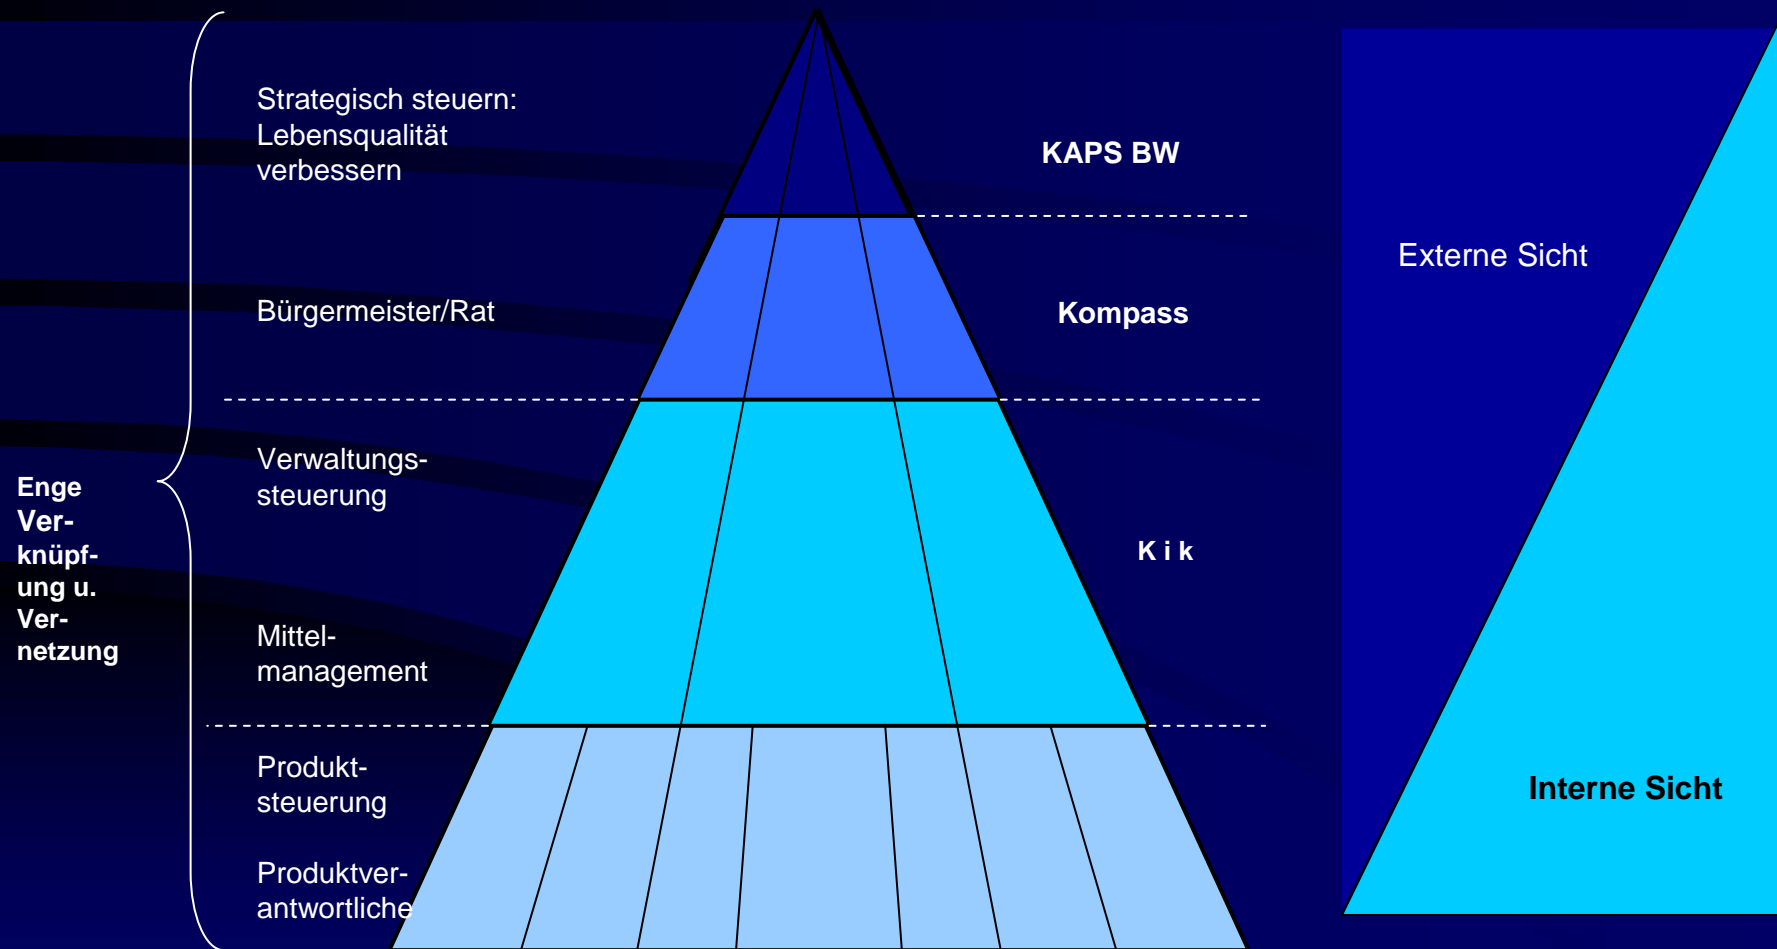 Strategisch steuern:
Lebensqualität
verbessern
KAPS BW
Externe Sicht
Bürgermeister/Rat
Kompass
Verwaltungs-
steuerung
Enge
Ver-
knüpf-
ung u.
Ver-
netzung
K i k
Mittel-
management
Produkt-
steuerung
Interne Sicht
Produktver-
antwortliche